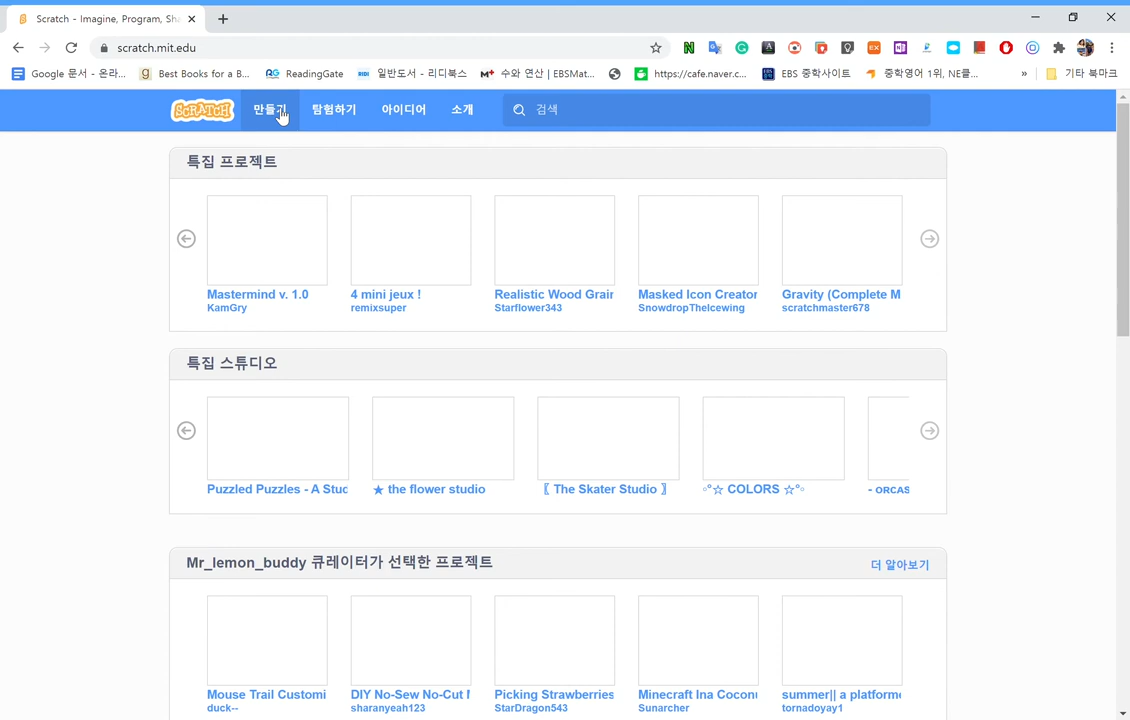 Scratch - Imagine, Program, Sha
scratch.mit.edu
Google 문서 - 온라... Best Books for a B... ReadingGate 일반도서 - 리디북스 수와 연산 | EBSMat... https://cafe.naver.c... EBS 중학사이트 중학영어 1위, NE클... » 기타 북마크
SCRATCH 만들기 탐험하기 아이디어 소개 검색
특집 프로젝트
Mastermind v. 1.0 4 mini jeux ! Realistic Wood Grain Masked Icon Creator Gravity (Complete M
KamGry remixsuper Starflower343 SnowdropTheIcewing scratchmaster678
특집 스튜디오
Puzzled Puzzles - A Stud ★ the flower studio 〖 The Skater Studio 〗 ◦°☆ COLORS ☆°◦ - ORCAS
Mr_lemon_buddy 큐레이터가 선택한 프로젝트 더 알아보기
Mouse Trail Customi DIY No-Sew No-Cut M Picking Strawberries Minecraft Ina Coconu summer|| a platforme
duck-- sharanyeah123 StarDragon543 Sunarcher tornadoyay1